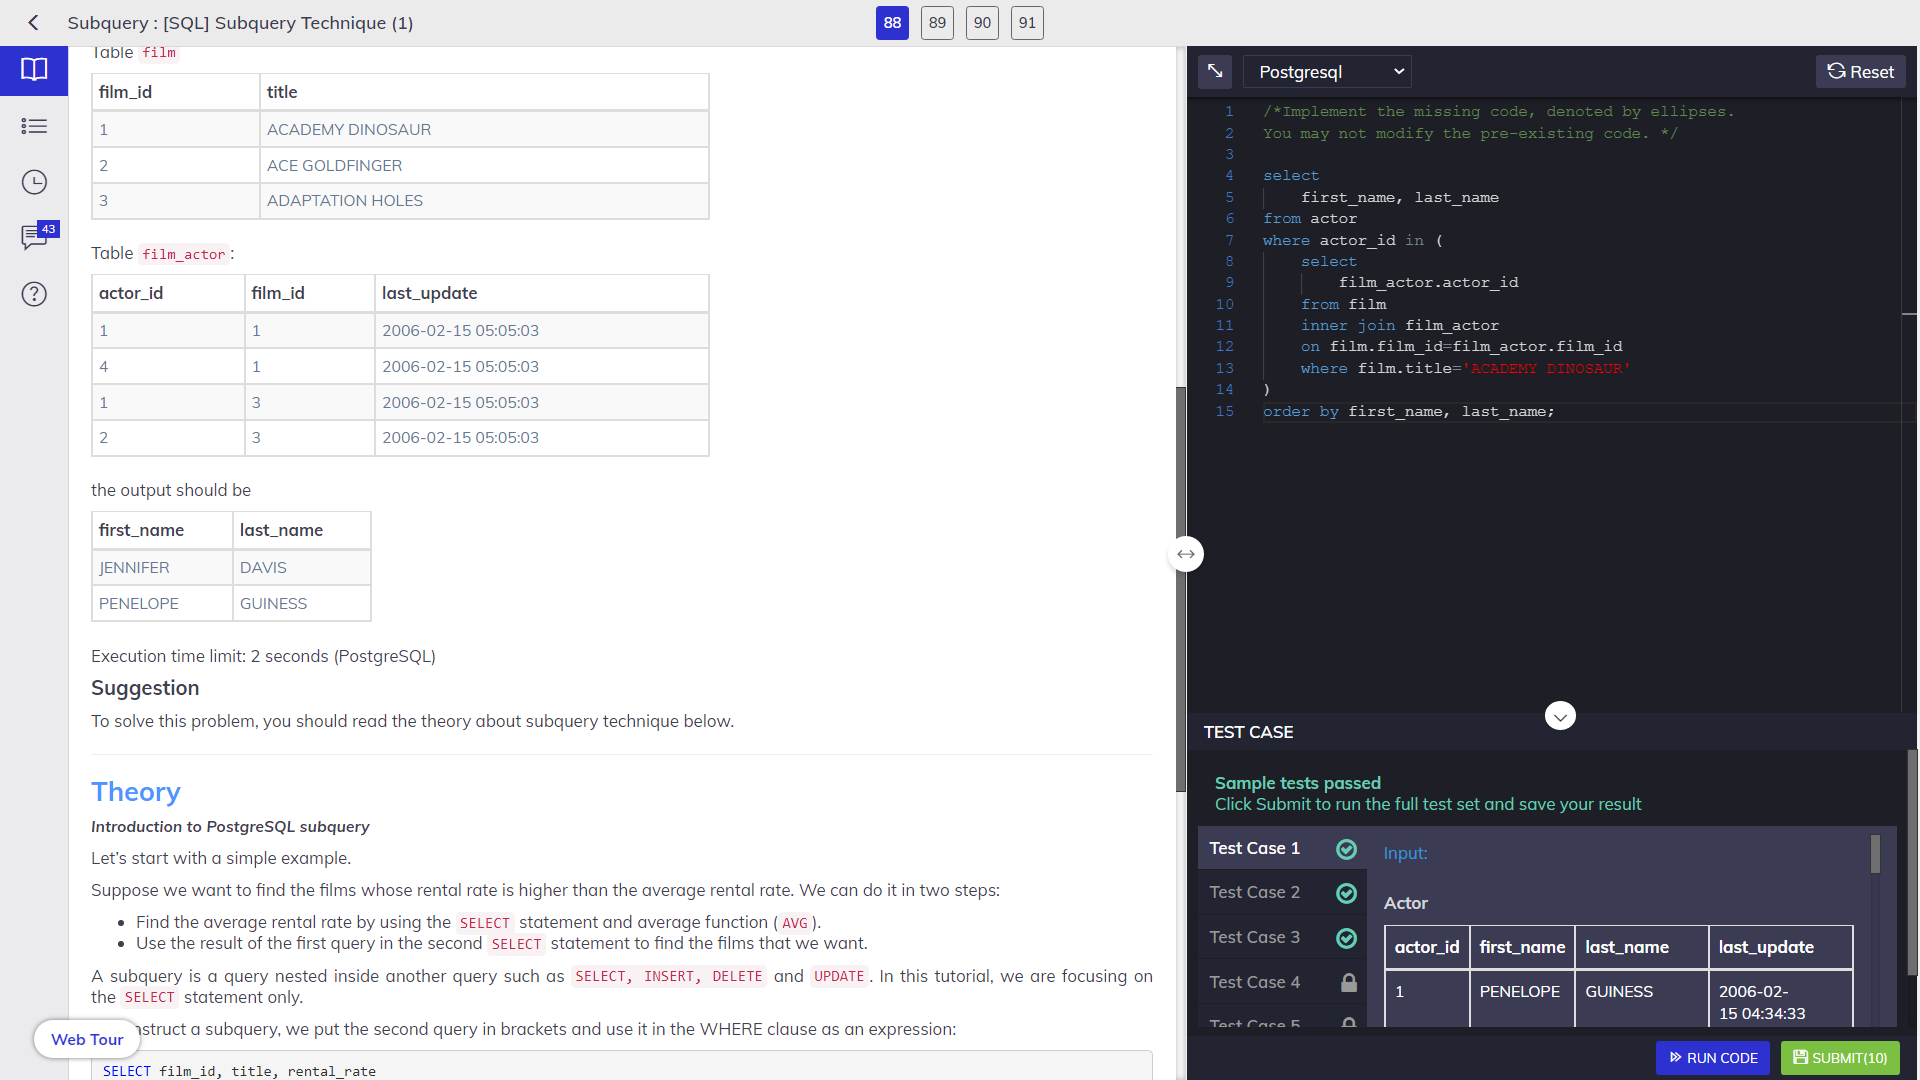 Subquery : [SQL] Subquery Technique (1)
88 89 90 91
43
Table film
film_id title
1 ACADEMY DINOSAUR
2 ACE GOLDFINGER
3 ADAPTATION HOLES
Table film_actor:
actor_id film_id last_update
1 1 2006-02-15 05:05:03
4 1 2006-02-15 05:05:03
1 3 2006-02-15 05:05:03
2 3 2006-02-15 05:05:03
the output should be
first_name last_name
JENNIFER DAVIS
PENELOPE GUINESS
Execution time limit: 2 seconds (PostgreSQL)
Suggestion
To solve this problem, you should read the theory about subquery technique below.
Theory
Introduction to PostgreSQL subquery
Let's start with a simple example.
Suppose we want to find the films whose rental rate is higher than the average rental rate. We can do it in two steps:
• Find the average rental rate by using the SELECT statement and average function (AVG).
• Use the result of the first query in the second SELECT statement to find the films that we want.
A subquery is a query nested inside another query such as SELECT, INSERT, DELETE and UPDATE. In this tutorial, we are focusing on
the SELECT statement only.
nstruct a subquery, we put the second query in brackets and use it in the WHERE clause as an expression:
Web Tour
SELECT film_id, title, rental_rate
Postgresql
Reset
1 /*Implement the missing code, denoted by ellipses.
2 You may not modify the pre-existing code. */
3
4 select
5 first_name, last_name
6 from actor
7 where actor_id in (
8 select
9 film_actor.actor_id
10 from film
11 inner join film_actor
12 on film.film_id=film_actor.film_id
13 where film.title='ACADEMY DINOSAUR'
14 )
15 order by first_name, last_name;
TEST CASE
Sample tests passed
Click Submit to run the full test set and save your result
Test Case 1
Test Case 2
Test Case 3
Test Case 4
Test Case 5
Input:
Actor
actor_id first_name last_name last_update
1 PENELOPE GUINESS 2006-02-
15 04:34:33
RUN CODE
SUBMIT(10)